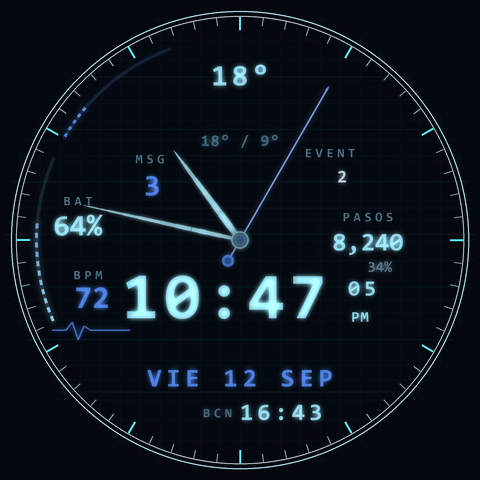 18°
18° / 9°
MSG
3
EVENT
2
BAT
64%
PASOS
8,240
34%
BPM
72
10:47
05
PM
VIE 12 SEP
BCN 16:43